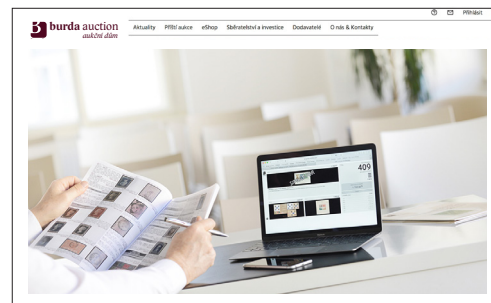 Přihlásit
burda auction
aukční dům
Aktuality Příští aukce eShop Sběratelství a investice Dodavatelé O nás & Kontakty
409